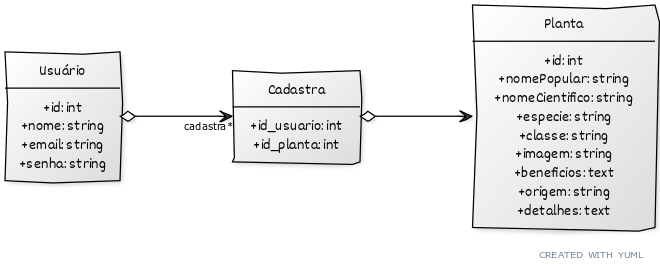 Usuário
+id: int
+nome: string
+email: string
+senha: string
cadastra*
Cadastra
+id_usuario: int
+id_planta: int
Planta
+id: int
+nomePopular: string
+nomeCientifico: string
+especie: string
+classe: string
+imagem: string
+beneficios: text
+origem: string
+detalhes: text
CREATED WITH YUML